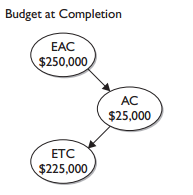 Budget at Completion
EAC
$250,000
AC
$25,000
ETC
$225,000